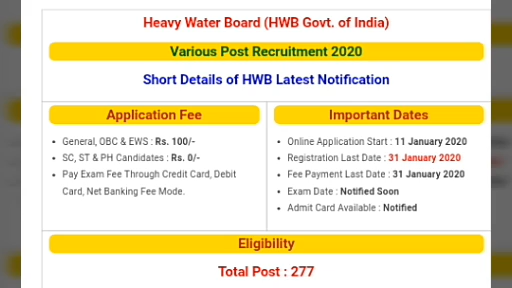 Heavy Water Board (HWB Govt. of India)
Various Post Recruitment 2020
Short Details of HWB Latest Notification
Application Fee
• General, OBC & EWS : Rs. 100/-
• SC, ST & PH Candidates : Rs. 0/-
• Pay Exam Fee Through Credit Card, Debit
Card, Net Banking Fee Mode.
Important Dates
• Online Application Start : 11 January 2020
• Registration Last Date : 31 January 2020
• Fee Payment Last Date : 31 January 2020
• Exam Date : Notified Soon
• Admit Card Available : Notified
Eligibility
Total Post : 277